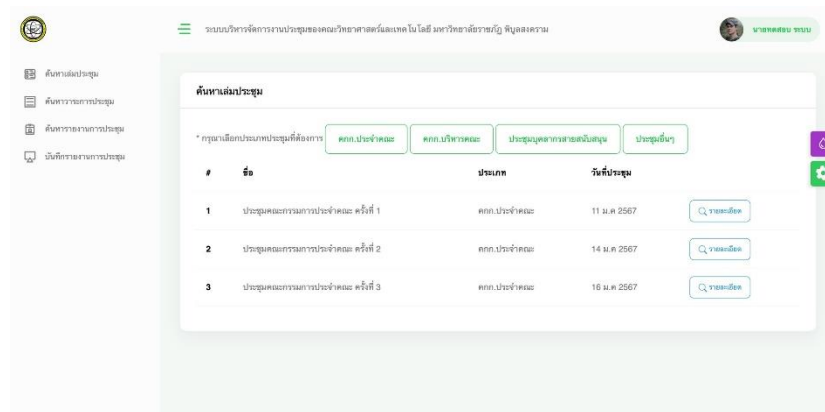 ระบบบริหารจัดการงานประชุมของคณะวิทยาศาสตร์และเทคโนโลยี มหาวิทยาลัยราชภัฏ พิบูลสงคราม
นายทดสอบ ระบบ
ค้นหาเล่มประชุม
ค้นหาวาระการประชุม
ค้นหารายงานการประชุม
บันทึกรายงานการประชุม
ค้นหาเล่มประชุม
* กรุณาเลือกประเภทประชุมที่ต้องการ คกก.ประจำคณะ คกก.บริหารคณะ ประชุมบุคลากรสายสนับสนุน ประชุมอื่นๆ
# ชื่อ ประเภท วันที่ประชุม
1 ประชุมคณะกรรมการประจำคณะ ครั้งที่ 1 คกก.ประจำคณะ 11 ม.ค 2567 รายละเอียด
2 ประชุมคณะกรรมการประจำคณะ ครั้งที่ 2 คกก.ประจำคณะ 14 ม.ค 2567 รายละเอียด
3 ประชุมคณะกรรมการประจำคณะ ครั้งที่ 3 คกก.ประจำคณะ 16 ม.ค 2567 รายละเอียด